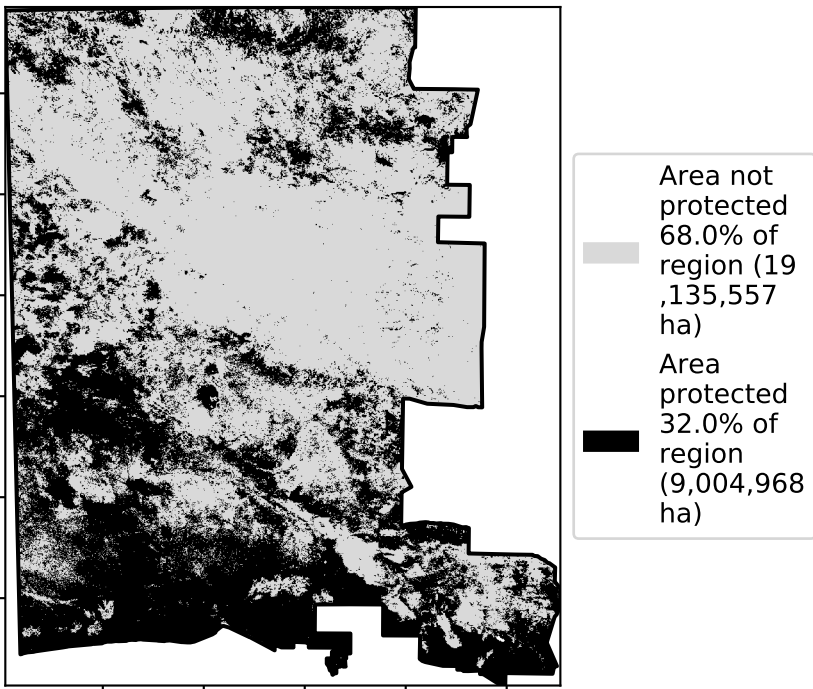 Area not
protected
68.0% of
region (19
,135,557
ha)
Area
protected
32.0% of
region
(9,004,968
ha)